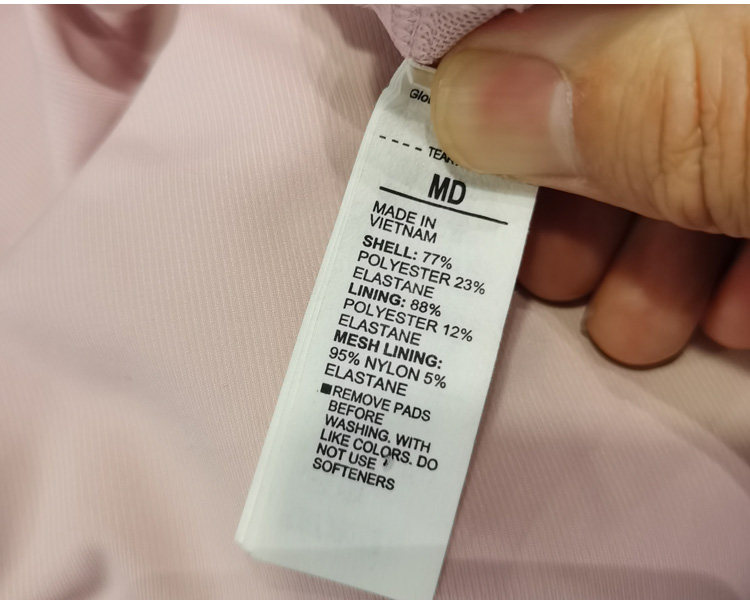 MD
MADE IN
VIETNAM
SHELL: 77%
POLYESTER 23%
ELASTANE
LINING: 88%
POLYESTER 12%
ELASTANE
MESH LINING:
95% NYLON 5%
ELASTANE
■REMOVE PADS
BEFORE
WASHING. WITH
LIKE COLORS. DO
NOT USE
SOFTENERS